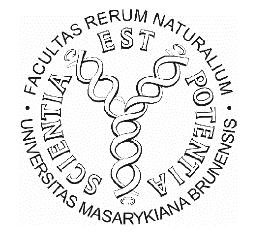 · FACULTAS RERUM NATURALIUM ·
UNIVERSITAS MASARYKIANA BRUNENSIS
SCIENTIA
EST
POTENTIA